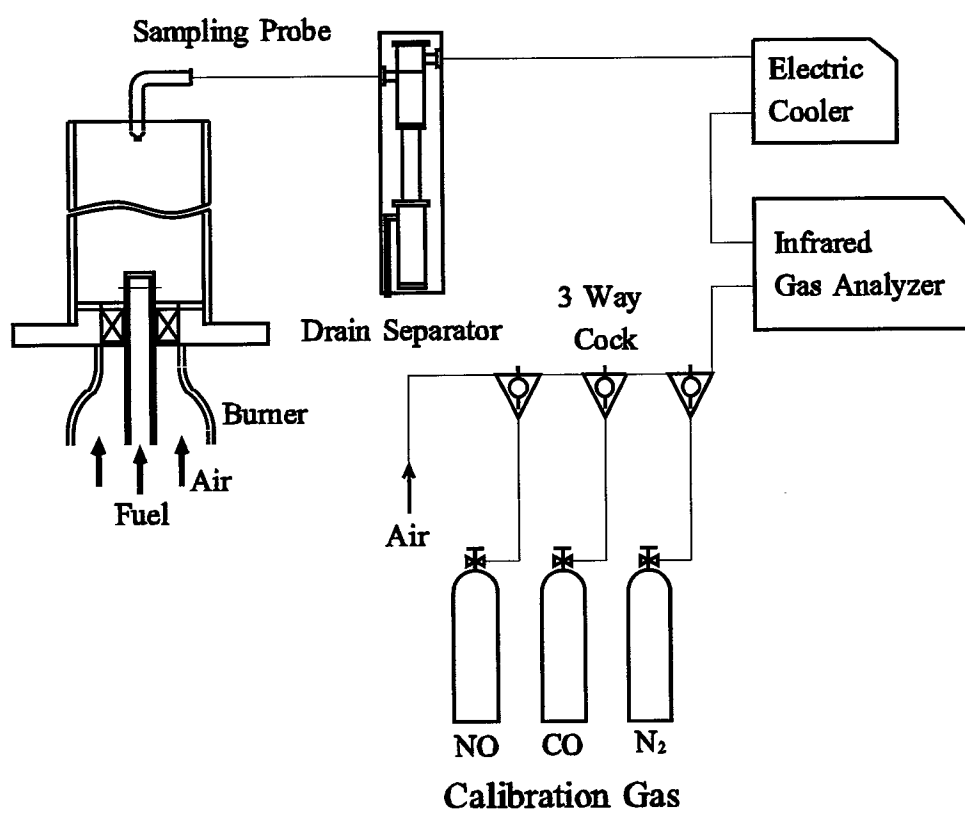 Sampling Probe
Electric
Cooler
Infrared
Gas Analyzer
Drain Separator
3 Way
Cock
Burner
Air
Fuel
Air
NO
CO
N₂
Calibration Gas